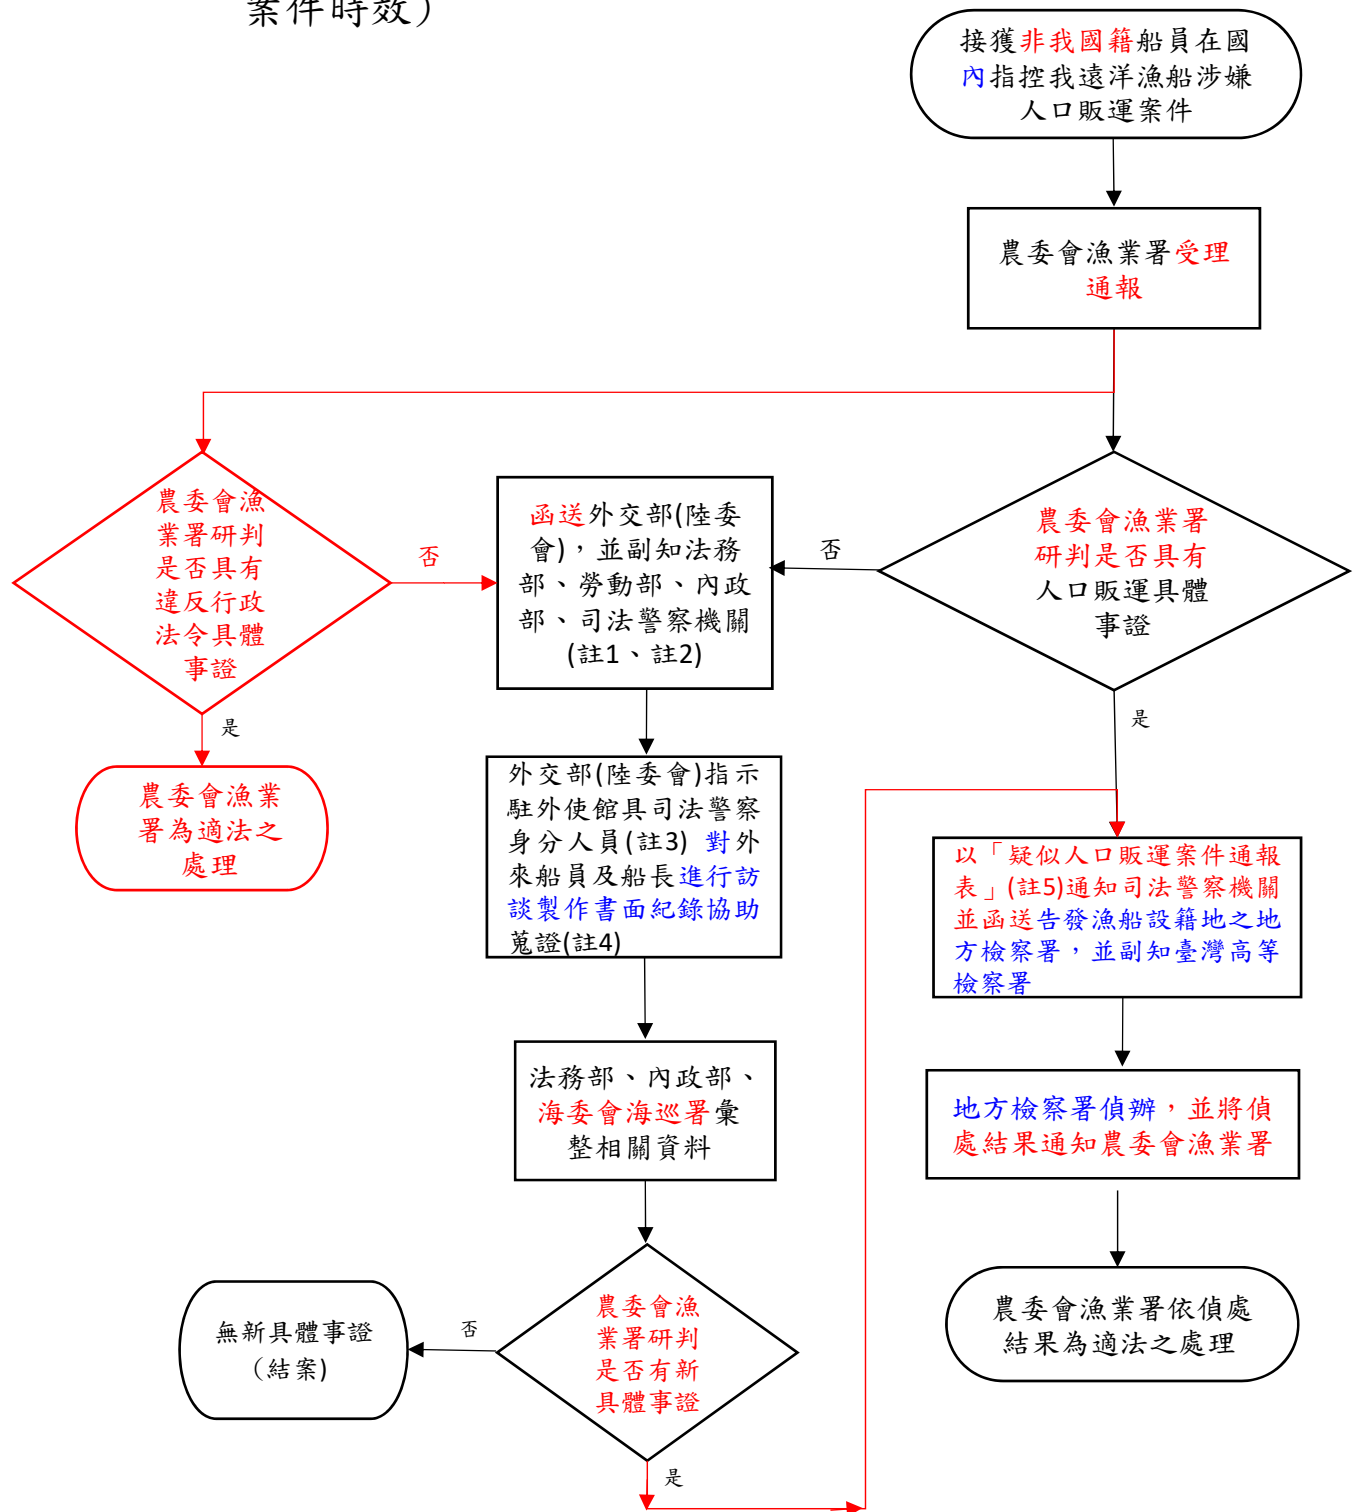 案件時效）
接獲非我國籍船員在國
內指控我遠洋漁船涉嫌
人口販運案件
農委會漁業署受理
通報
農委會漁
業署研判
是否具有
違反行政
法令具體
事證
否
是
農委會漁業
署為適法之
處理
函送外交部(陸委
會)，並副知法務
部、勞動部、內政
部、司法警察機關
(註1、註2)
否
農委會漁業署
研判是否具有
人口販運具體
事證
是
外交部(陸委會)指示
駐外使館具司法警察
身分人員(註3) 對外
來船員及船長進行訪
談製作書面紀錄協助
蒐證(註4)
以「疑似人口販運案件通報
表」(註5)通知司法警察機關
並函送告發漁船設籍地之地
方檢察署，並副知臺灣高等
檢察署
法務部、內政部、
海委會海巡署彙
整相關資料
地方檢察署偵辦，並將偵
處結果通知農委會漁業署
農委會漁
業署研判
是否有新
具體事證
否
無新具體事證
（結案）
是
農委會漁業署依偵處
結果為適法之處理